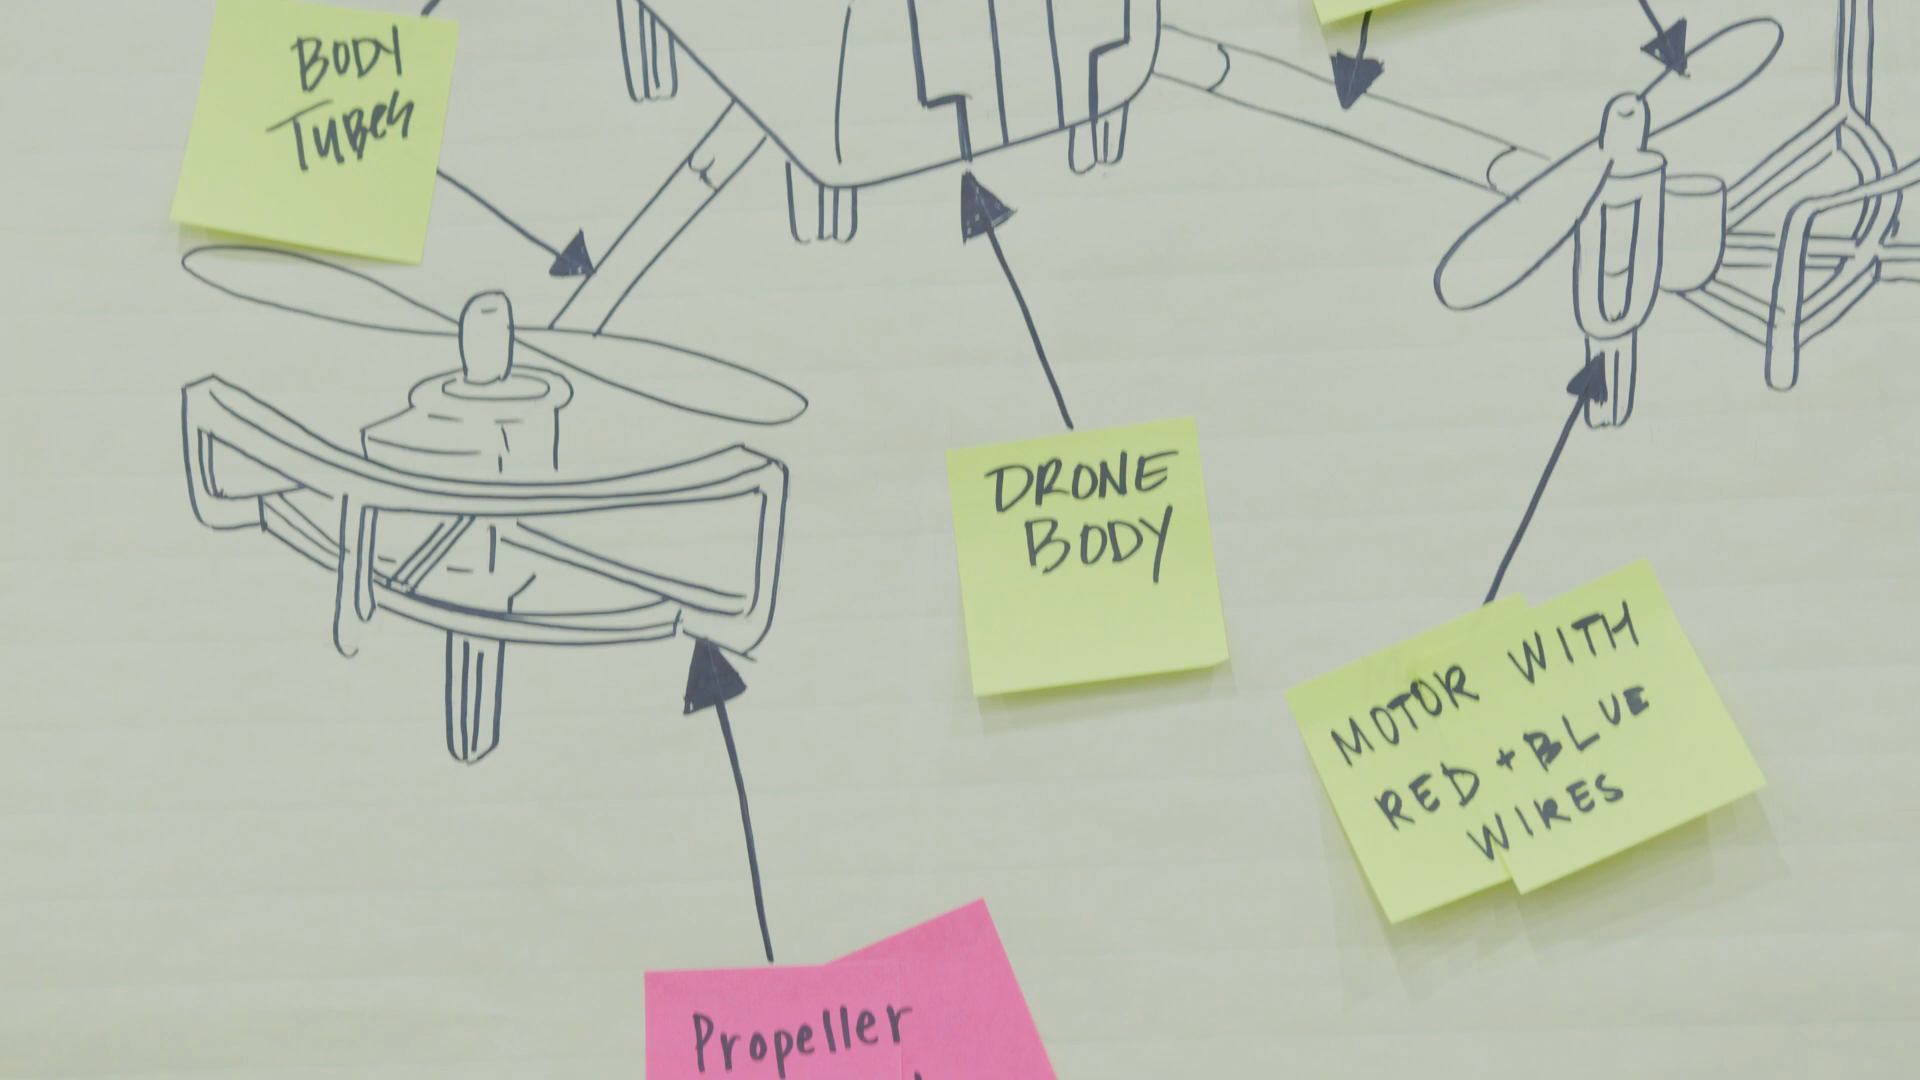 BODY
TUBES
DRONE
BODY
MOTOR WITH
RED + BLUE
WIRES
Propeller